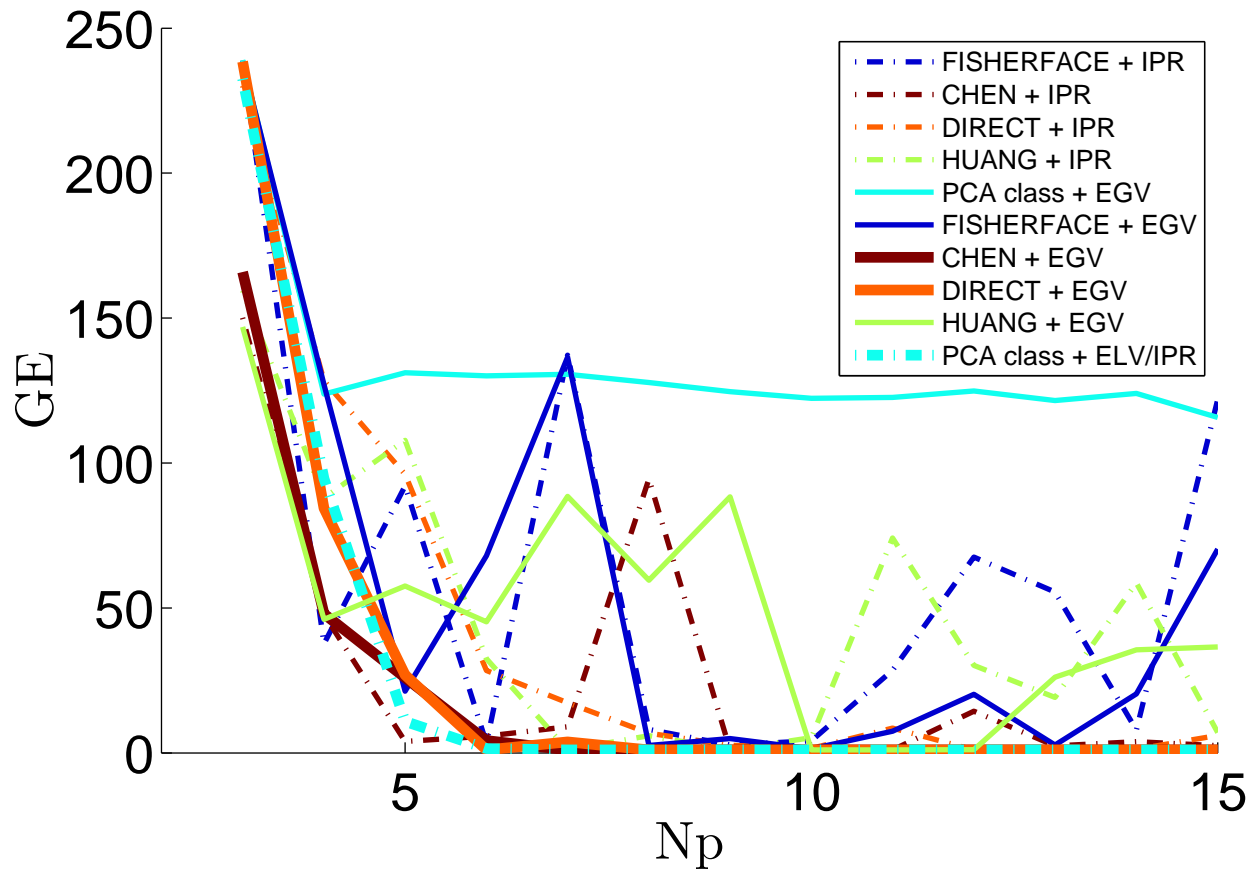 250
200
150
100
50
0
GE
5
10
15
Np
FISHERFACE + IPR
CHEN + IPR
DIRECT + IPR
HUANG + IPR
PCA class + EGV
FISHERFACE + EGV
CHEN + EGV
DIRECT + EGV
HUANG + EGV
PCA class + ELV/IPR